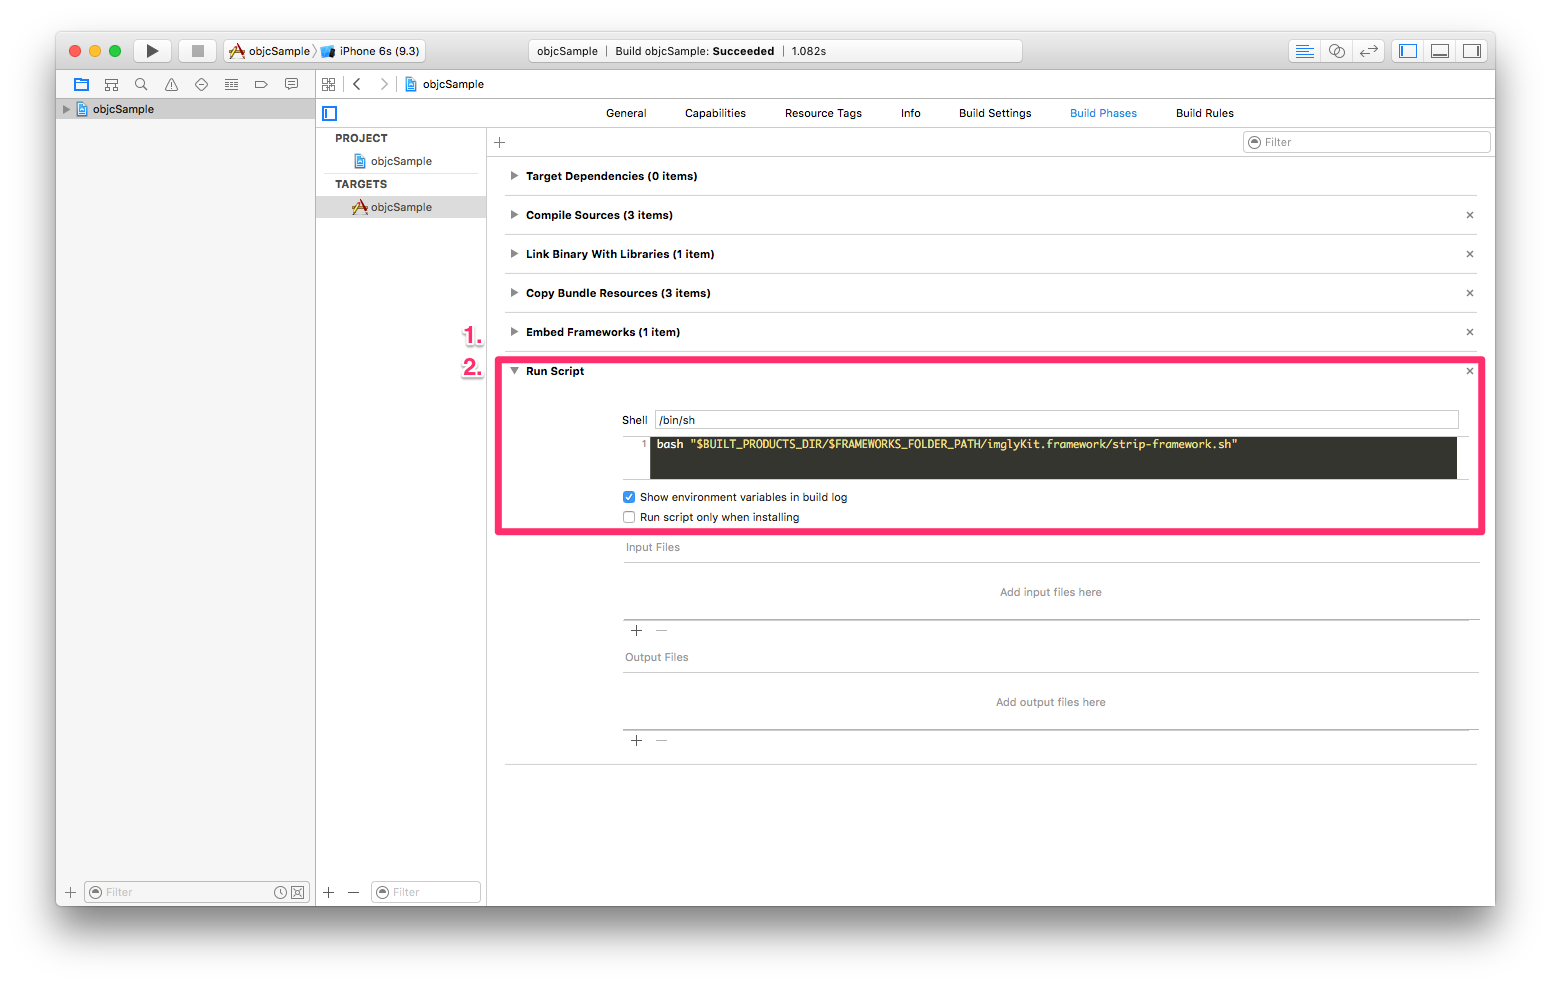 objcSample iPhone 6s (9.3) objcSample | Build objcSample: Succeeded | 1.082s
objcSample
objcSample
General Capabilities Resource Tags Info Build Settings Build Phases Build Rules
PROJECT
objcSample
TARGETS
objcSample
Filter
Target Dependencies (0 items)
Compile Sources (3 items)
Link Binary With Libraries (1 item)
Copy Bundle Resources (3 items)
1. Embed Frameworks (1 item)
2. Run Script
Shell /bin/sh
1 bash "$BUILT_PRODUCTS_DIR/$FRAMEWORKS_FOLDER_PATH/imglyKit.framework/strip-framework.sh"
Show environment variables in build log
Run script only when installing
Input Files
Add input files here
Output Files
Add output files here
Filter
Filter